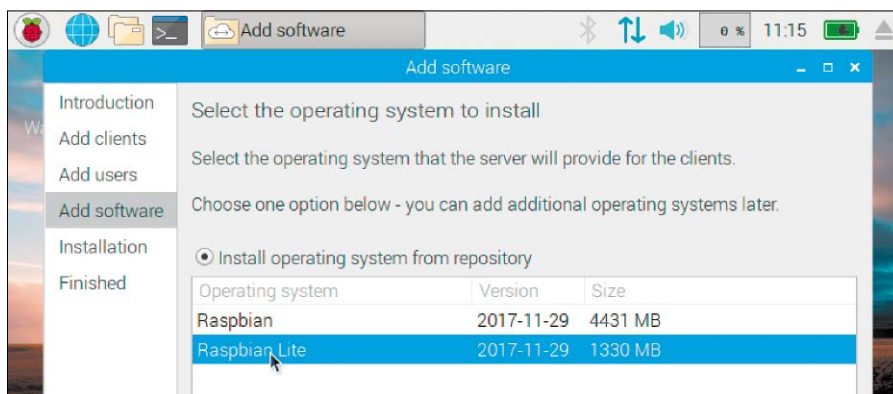 Add software
0 %
11:15
Add software
Introduction
Add clients
Add users
Add software
Installation
Finished
Select the operating system to install
Select the operating system that the server will provide for the clients.
Choose one option below - you can add additional operating systems later.
Install operating system from repository
Operating system Version Size
Raspbian 2017-11-29 4431 MB
Raspbian Lite 2017-11-29 1330 MB